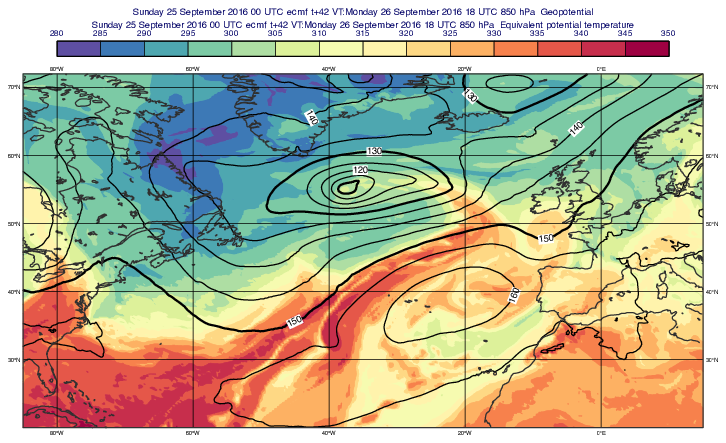 Sunday 25 September 2016 00 UTC ecmf t+42 VT:Monday 26 September 2016 18 UTC 850 hPa Geopotential
Sunday 25 September 2016 00 UTC ecmf t+42 VT:Monday 26 September 2016 18 UTC 850 hPa Equivalent potential temperature
280 285 290 295 300 305 310 315 320 325 330 335 340 345 350
80°W 60°W 40°W 20°W 0°E
70°N 130 70°N
140 140
60°N 130 60°N
120
50°N 150 50°N
40°N 160 40°N
150
30°N 30°N
80°W 60°W 40°W 20°W 0°E